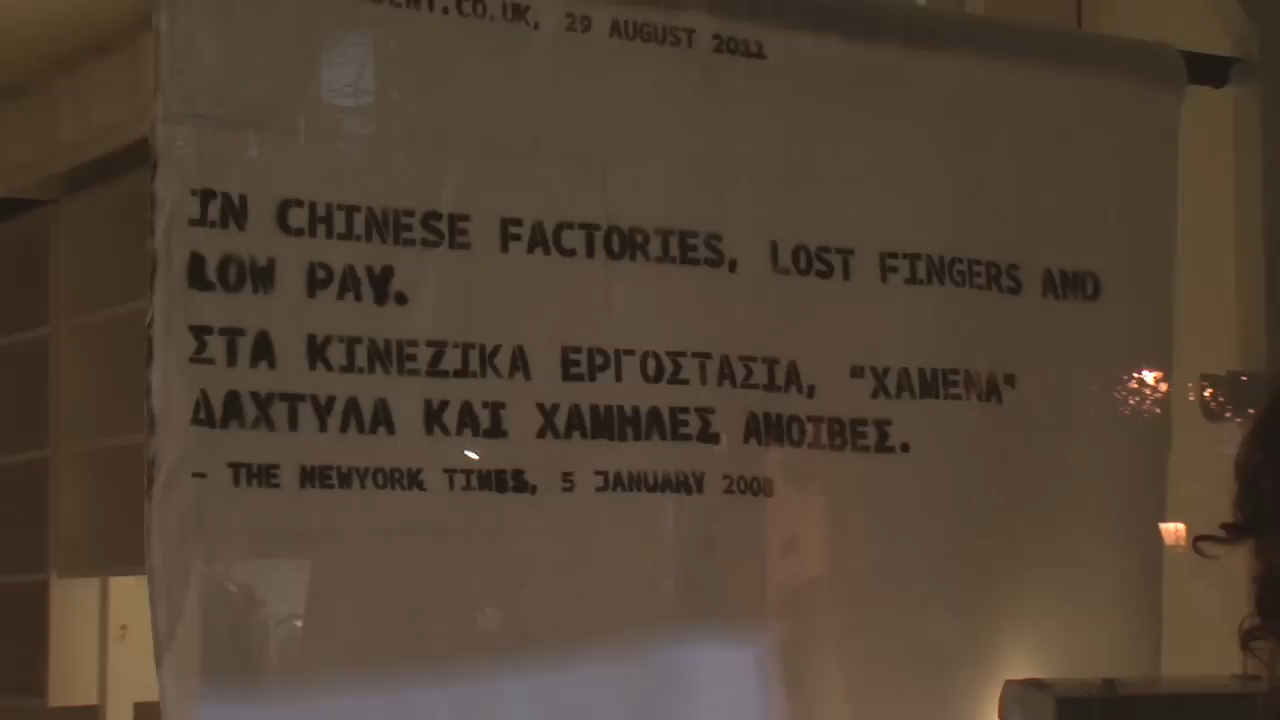 29 AUGUST 2011
IN CHINESE FACTORIES, LOST FINGERS AND
LOW PAY.
ΣΤΑ ΚΙΝΕΖΙΚΑ ΕΡΓΟΣΤΑΣΙΑ, "ΧΑΜΕΝΑ"
ΔΑΧΤΥΛΑ ΚΑΙ ΧΑΜΗΛΕΣ ΑΜΟΙΒΕΣ.
– THE NEWYORK TIMES, 5 JANUARY 2008